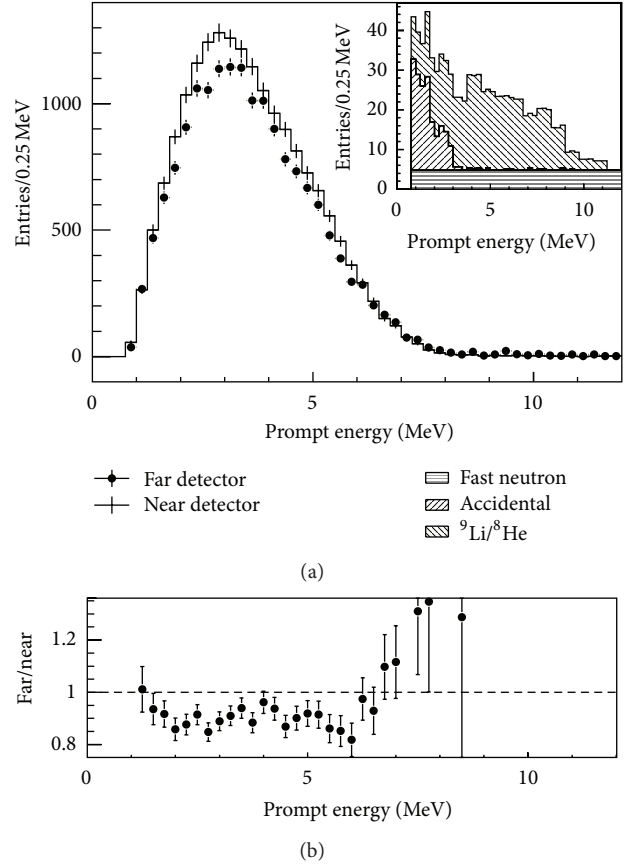 Entries/0.25 MeV
1000
500
0
0
5
10
Prompt energy (MeV)
Entries/0.25 MeV
40
30
20
10
0
0
5
10
Prompt energy (MeV)
Far detector
Near detector
Fast neutron
Accidental
⁹Li/⁸He
(a)
Far/near
1.2
1
0.8
0
5
10
Prompt energy (MeV)
(b)